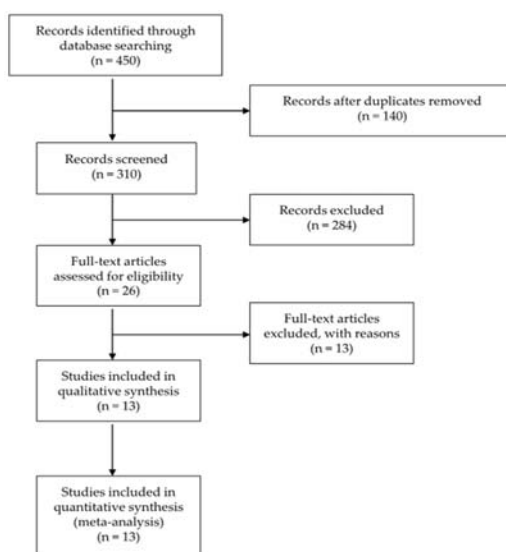 Records identified through
database searching
(n = 450)
Records after duplicates removed
(n = 140)
Records screened
(n = 310)
Records excluded
(n = 284)
Full-text articles
assessed for eligibility
(n = 26)
Full-text articles
excluded, with reasons
(n = 13)
Studies included in
qualitative synthesis
(n = 13)
Studies included in
quantitative synthesis
(meta-analysis)
(n = 13)